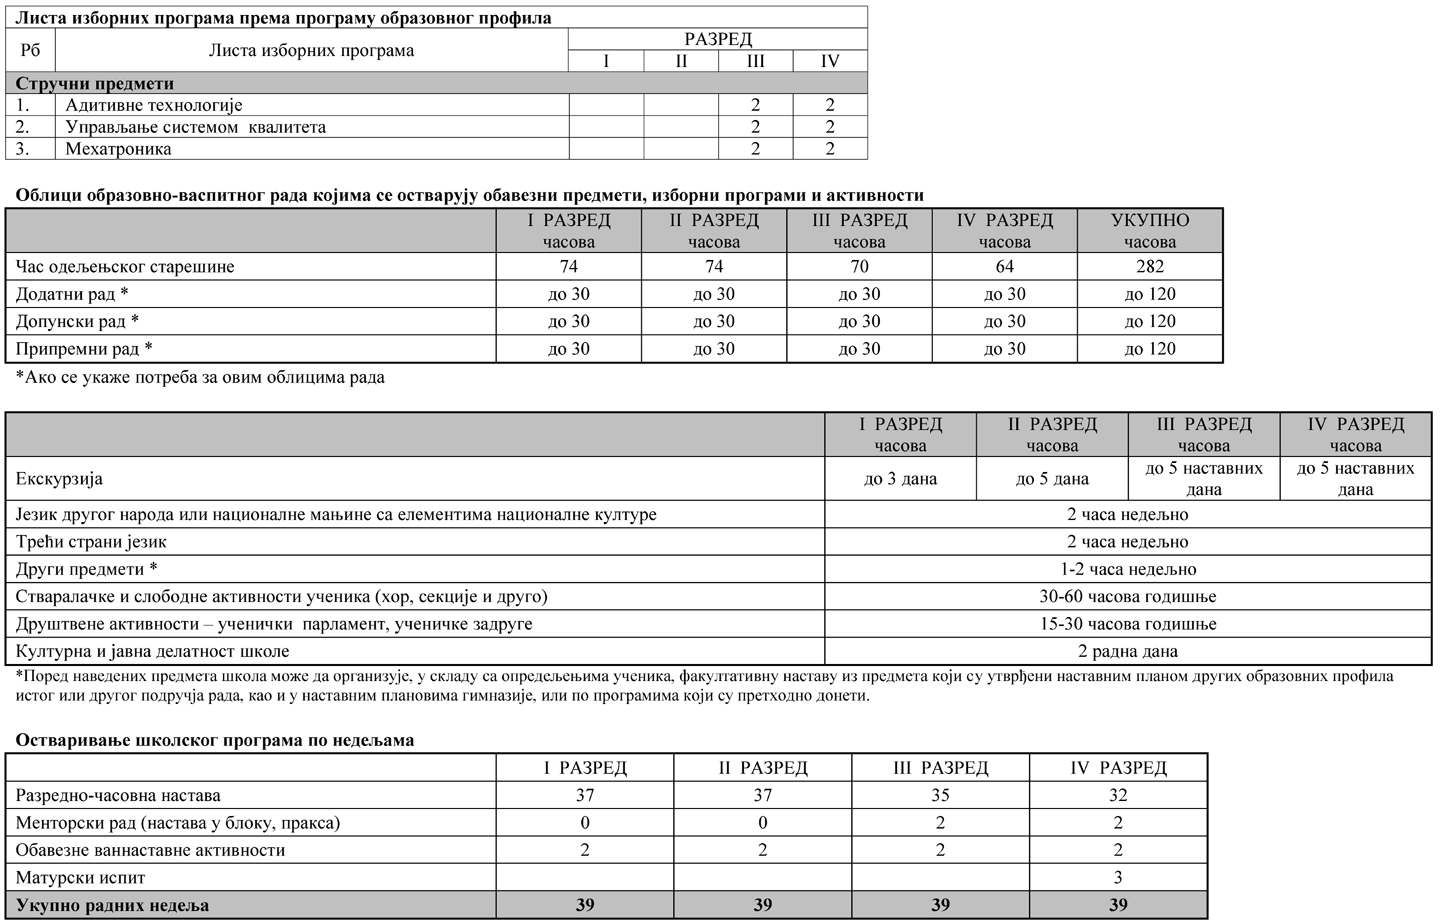 Листа изборних програма према програму образовног профила
Рб Листа изборних програма РАЗРЕД
I II III IV
Стручни предмети
1. Адитивне технологије 2 2
2. Управљање системом квалитета 2 2
3. Мехатроника 2 2
Облици образовно-васпитног рада којима се остварују обавезни предмети, изборни програми и активности
I РАЗРЕД II РАЗРЕД III РАЗРЕД IV РАЗРЕД УКУПНО
часова часова часова часова часова
Час одељенског старешине 74 74 70 64 282
Додатни рад * до 30 до 30 до 30 до 30 до 120
Допунски рад * до 30 до 30 до 30 до 30 до 120
Припремни рад * до 30 до 30 до 30 до 30 до 120
*Ако се укаже потреба за овим облицима рада
I РАЗРЕД II РАЗРЕД III РАЗРЕД IV РАЗРЕД
часова часова часова часова
Екскурзија до 3 дана до 5 дана до 5 наставних дана до 5 наставних дана
Језик другог народа или националне мањине са елементима националне културе 2 часа недељно
Трећи страни језик 2 часа недељно
Други предмети * 1-2 часа недељно
Стваралачке и слободне активности ученика (хор, секције и друго) 30-60 часова годишње
Друштвене активности – ученички парламент, ученичке задруге 15-30 часова годишње
Културна и јавна делатност школе 2 радна дана
*Поред наведених предмета школа може да организује, у складу са опредељењима ученика, факултативну наставу из предмета који су утврђени наставним планом других образовних профила
истог или другог подручја рада, као и у наставним плановима гимназије, или по програмима који су претходно донети.
Остваривање школског програма по недељама
I РАЗРЕД II РАЗРЕД III РАЗРЕД IV РАЗРЕД
Разредно-часовна настава 37 37 35 32
Менторски рад (настава у блоку, пракса) 0 0 2 2
Обавезне ваннаставне активности 2 2 2 2
Матурски испит 3
Укупно радних недеља 39 39 39 39